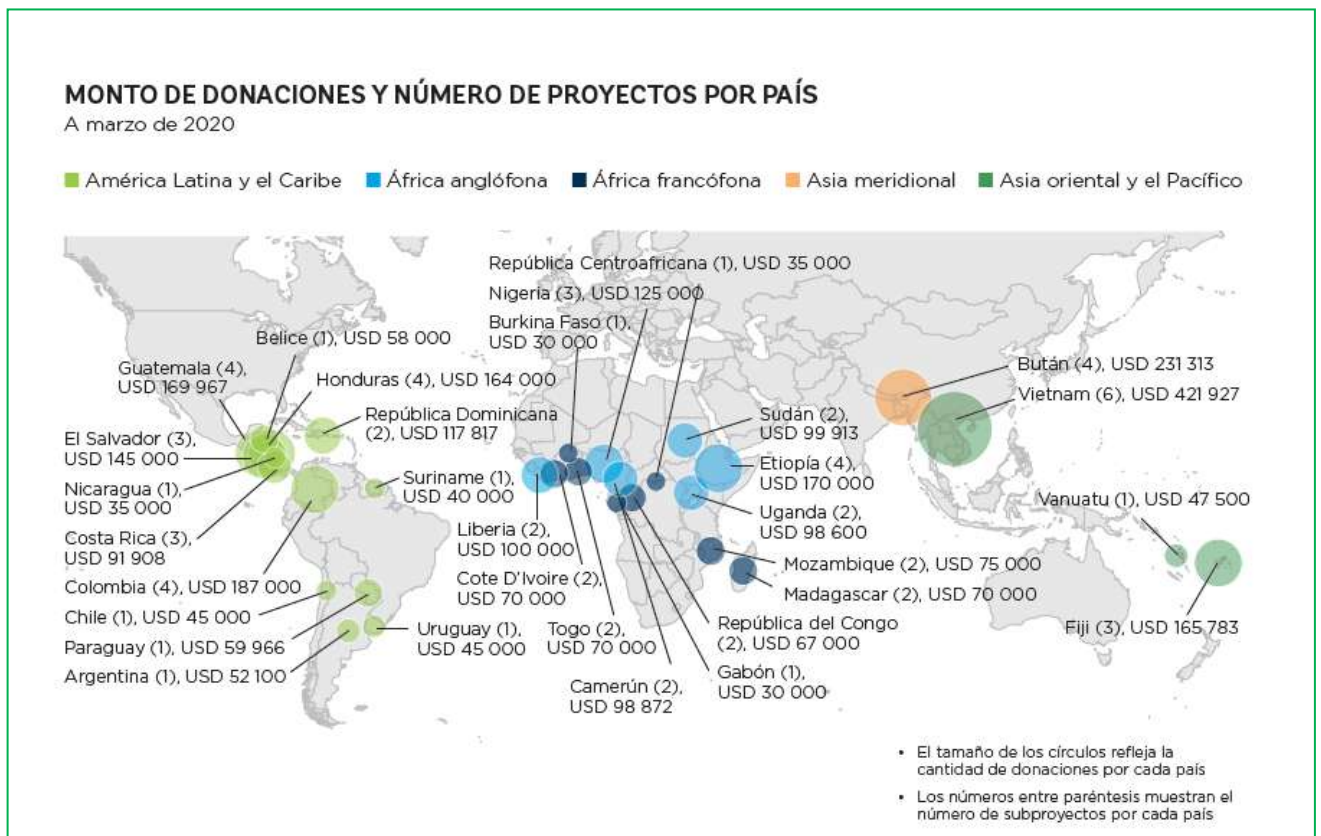 MONTO DE DONACIONES Y NÚMERO DE PROYECTOS POR PAÍS
A marzo de 2020
América Latina y el Caribe
África anglófona
África francófona
Asia meridional
Asia oriental y el Pacífico
República Centroafricana (1), USD 35 000
Nigeria (3), USD 125 000
Burkina Faso (1),
USD 30 000
Belice (1), USD 58 000
Guatemala (4),
USD 169 967
Honduras (4), USD 164 000
República Dominicana
(2), USD 117 817
El Salvador (3),
USD 145 000
Nicaragua (1),
USD 35 000
Suriname (1),
USD 40 000
Costa Rica (3),
USD 91 908
Colombia (4), USD 187 000
Chile (1), USD 45 000
Paraguay (1), USD 59 966
Argentina (1), USD 52 100
Uruguay (1),
USD 45 000
Liberia (2),
USD 100 000
Cote D'Ivoire (2),
USD 70 000
Togo (2),
USD 70 000
Camerún (2),
USD 98 872
Sudán (2),
USD 99 913
Etiopía (4),
USD 170 000
Uganda (2),
USD 98 600
Mozambique (2), USD 75 000
Madagascar (2), USD 70 000
República del Congo
(2), USD 67 000
Gabón (1),
USD 30 000
Bután (4), USD 231 313
Vietnam (6), USD 421 927
Vanuatu (1), USD 47 500
Fiji (3), USD 165 783
• El tamaño de los círculos refleja la
cantidad de donaciones por cada país
• Los números entre paréntesis muestran el
número de subproyectos por cada país